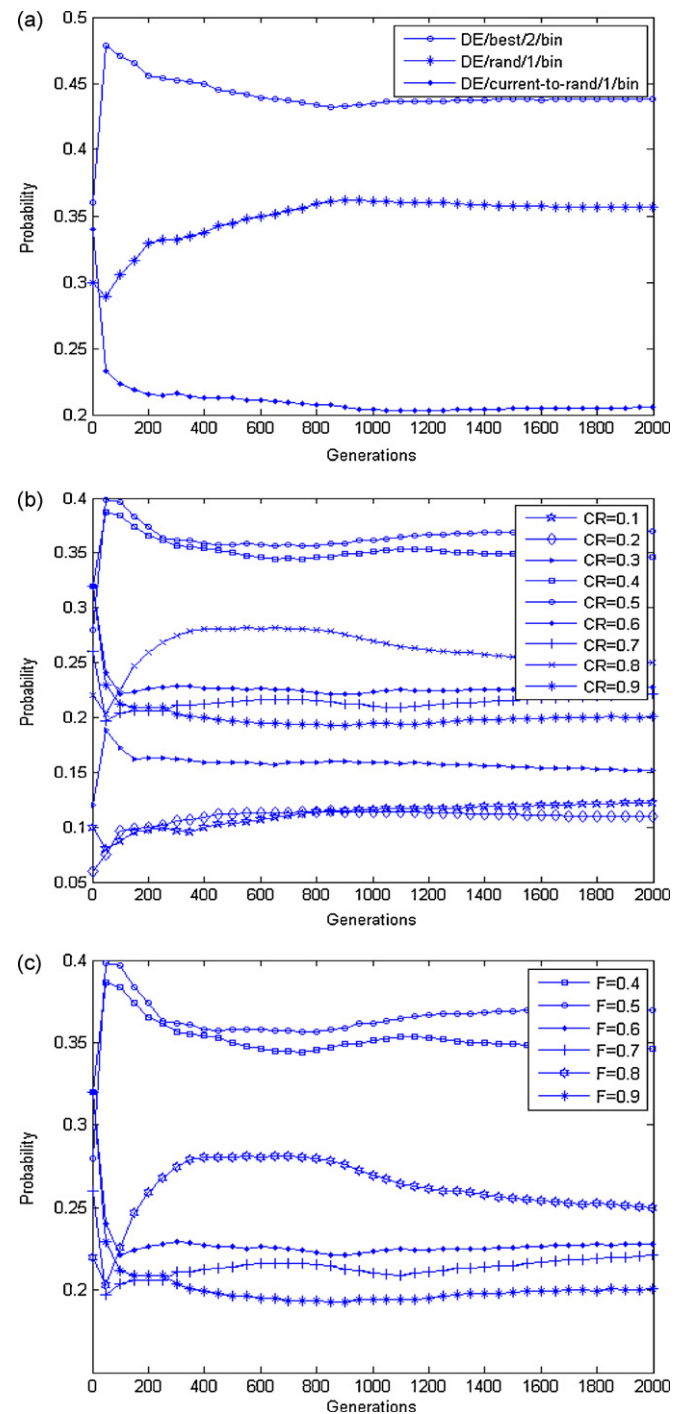 (a)
0.5
0.45
0.4
0.35
0.3
0.25
0.2
Probability
DE/best/2/bin
DE/rand/1/bin
DE/current-to-rand/1/bin
0 200 400 600 800 1000 1200 1400 1600 1800 2000
Generations
(b)
0.4
0.35
0.3
0.25
0.2
0.15
0.1
0.05
Probability
CR=0.1
CR=0.2
CR=0.3
CR=0.4
CR=0.5
CR=0.6
CR=0.7
CR=0.8
CR=0.9
0 200 400 600 800 1000 1200 1400 1600 1800 2000
Generations
(c)
0.4
0.35
0.3
0.25
0.2
Probability
F=0.4
F=0.5
F=0.6
F=0.7
F=0.8
F=0.9
0 200 400 600 800 1000 1200 1400 1600 1800 2000
Generations